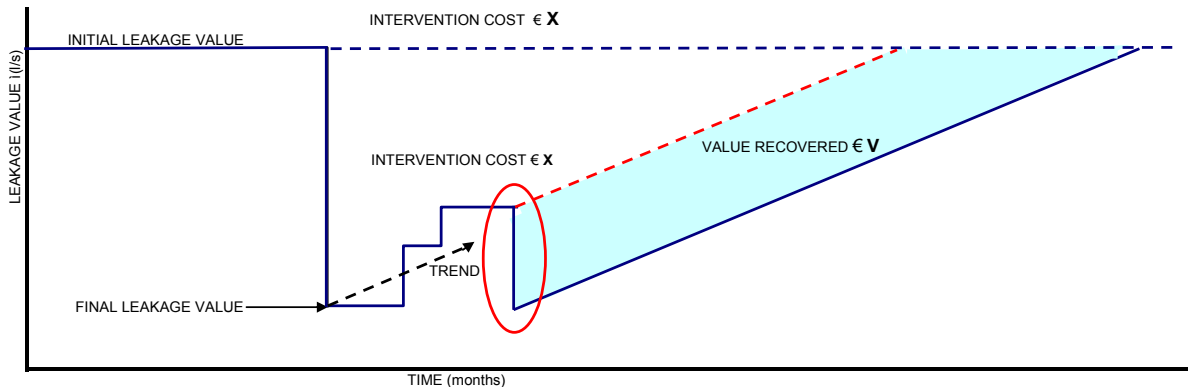 INTERVENTION COST € X
INITIAL LEAKAGE VALUE
LEAKAGE VALUE ì (l/s)
INTERVENTION COST € x
VALUE RECOVERED € V
TREND
FINAL LEAKAGE VALUE
TIME (months)